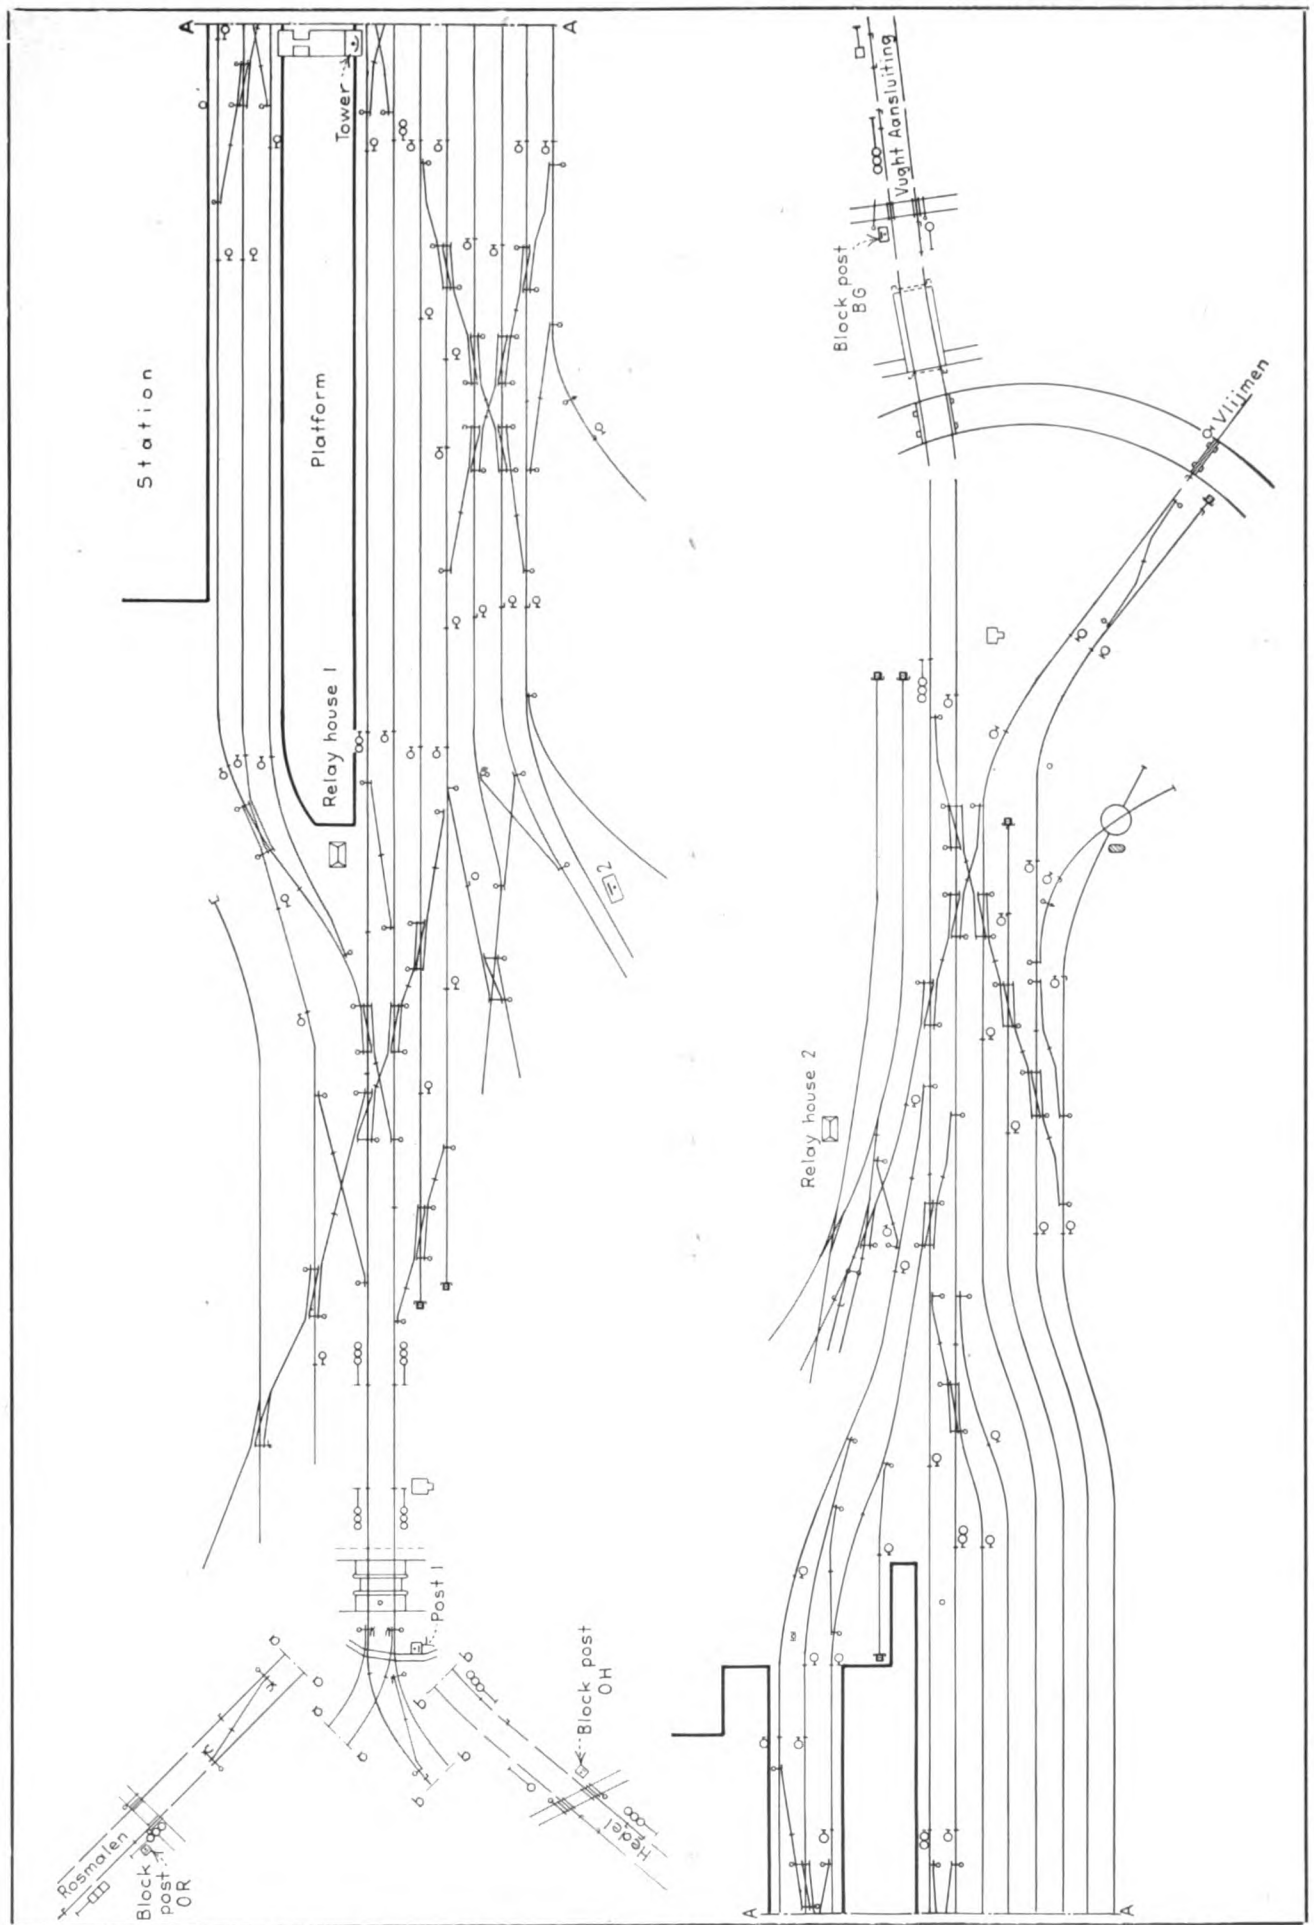 A
A
Tower
Station
Platform
Relay house 1
2
Post 1
a
a
a
a
b
b
b
b
Rosmalen
Block
post
OR
Block post
OH
Hedel
Vught Aansluiting
Block post
BG
Vlijmen
Relay house 2
A
A